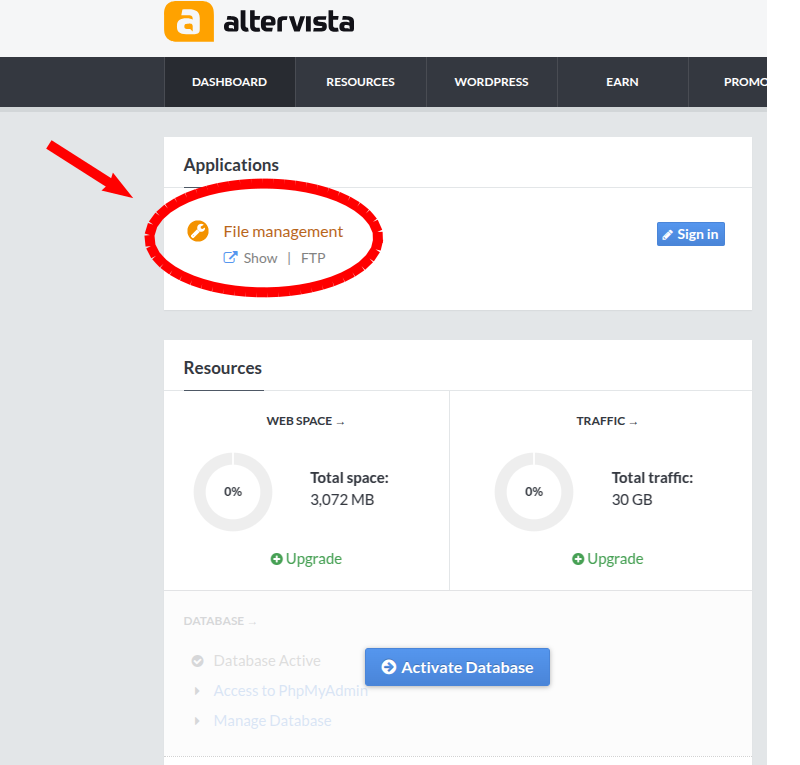 altervista
DASHBOARD RESOURCES WORDPRESS EARN PROMO
Applications
File management
Sign in
Show | FTP
Resources
WEB SPACE → TRAFFIC →
0% Total space: 0% Total traffic:
3,072 MB 30 GB
Upgrade Upgrade
DATABASE →
Database Active
Activate Database
Access to PhpMyAdmin
Manage Database